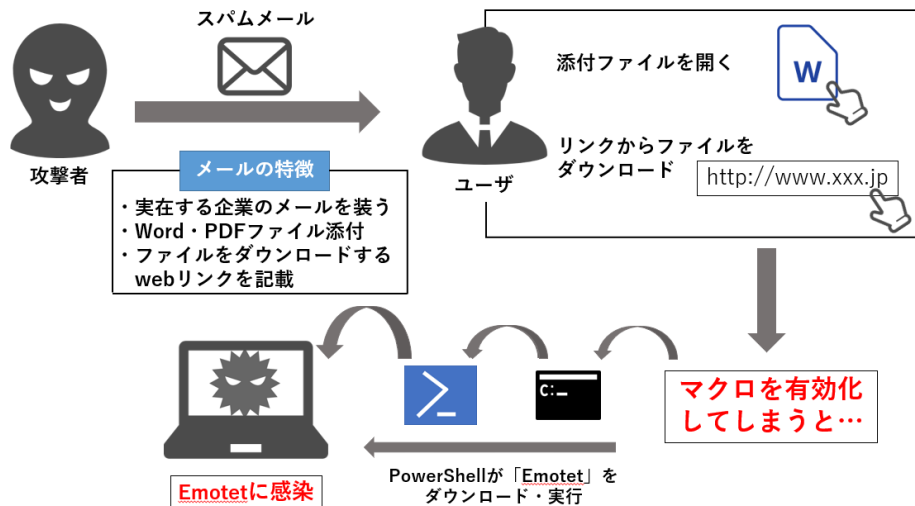 スパムメール
攻撃者
メールの特徴
・実在する企業のメールを装う
・Word・PDFファイル添付
・ファイルをダウンロードする
webリンクを記載
ユーザ
添付ファイルを開く
W
リンクからファイルを
ダウンロード
http://www.xxx.jp
マクロを有効化
してしまうと…
C:
PowerShellが「Emotet」を
ダウンロード・実行
Emotetに感染